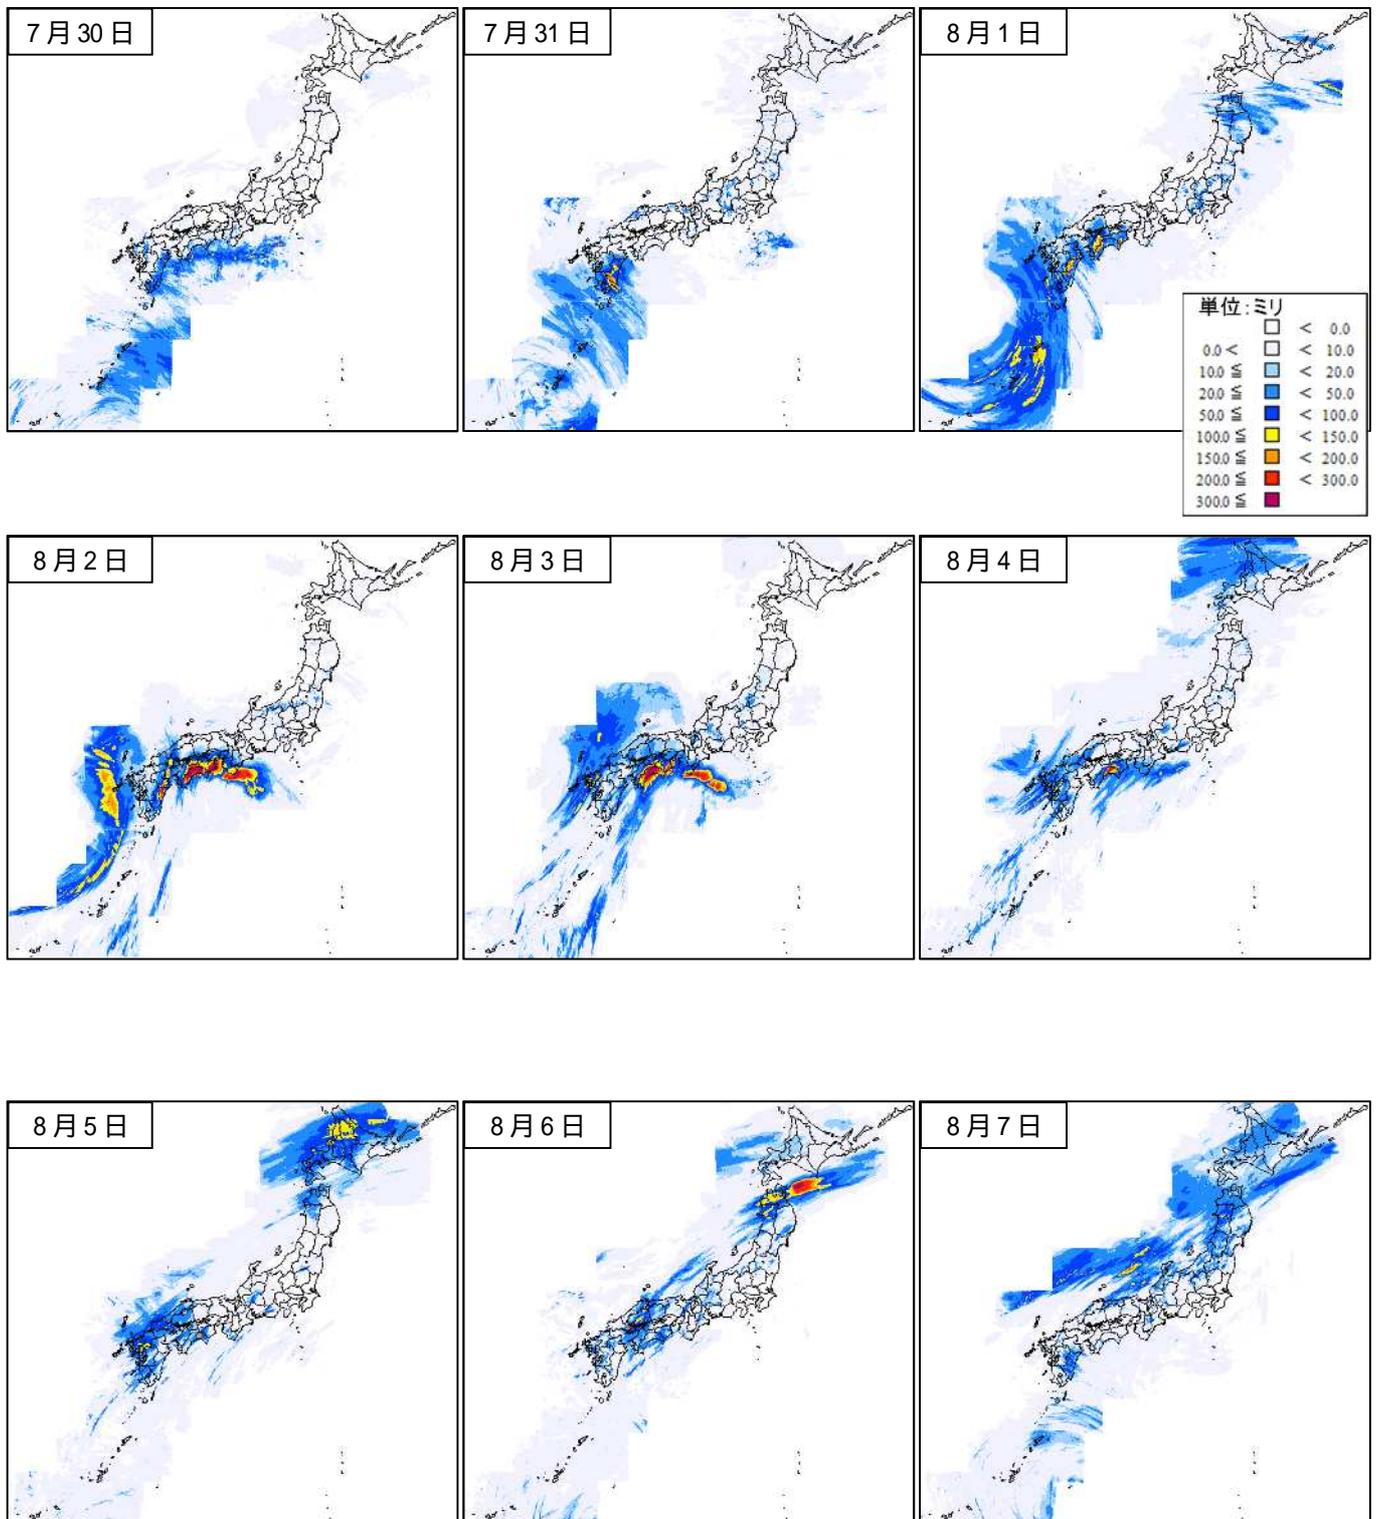 7月30日
7月31日
8月1日
単位:ミリ
< 0.0
0.0 < < 10.0
10.0 ≦ < 20.0
20.0 ≦ < 50.0
50.0 ≦ < 100.0
100.0 ≦ < 150.0
150.0 ≦ < 200.0
200.0 ≦ < 300.0
300.0 ≦
8月2日
8月3日
8月4日
8月5日
8月6日
8月7日